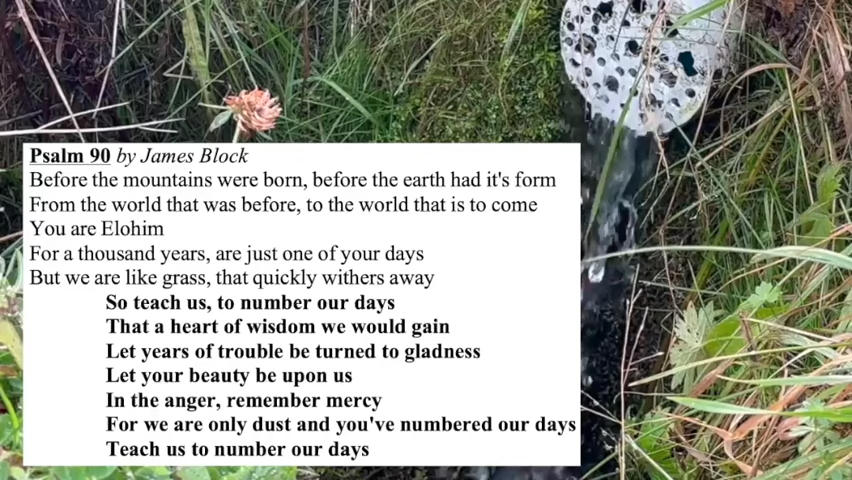 Psalm 90 by James Block
Before the mountains were born, before the earth had it's form
From the world that was before, to the world that is to come
You are Elohim
For a thousand years, are just one of your days
But we are like grass, that quickly withers away
So teach us, to number our days
That a heart of wisdom we would gain
Let years of trouble be turned to gladness
Let your beauty be upon us
In the anger, remember mercy
For we are only dust and you've numbered our days
Teach us to number our days